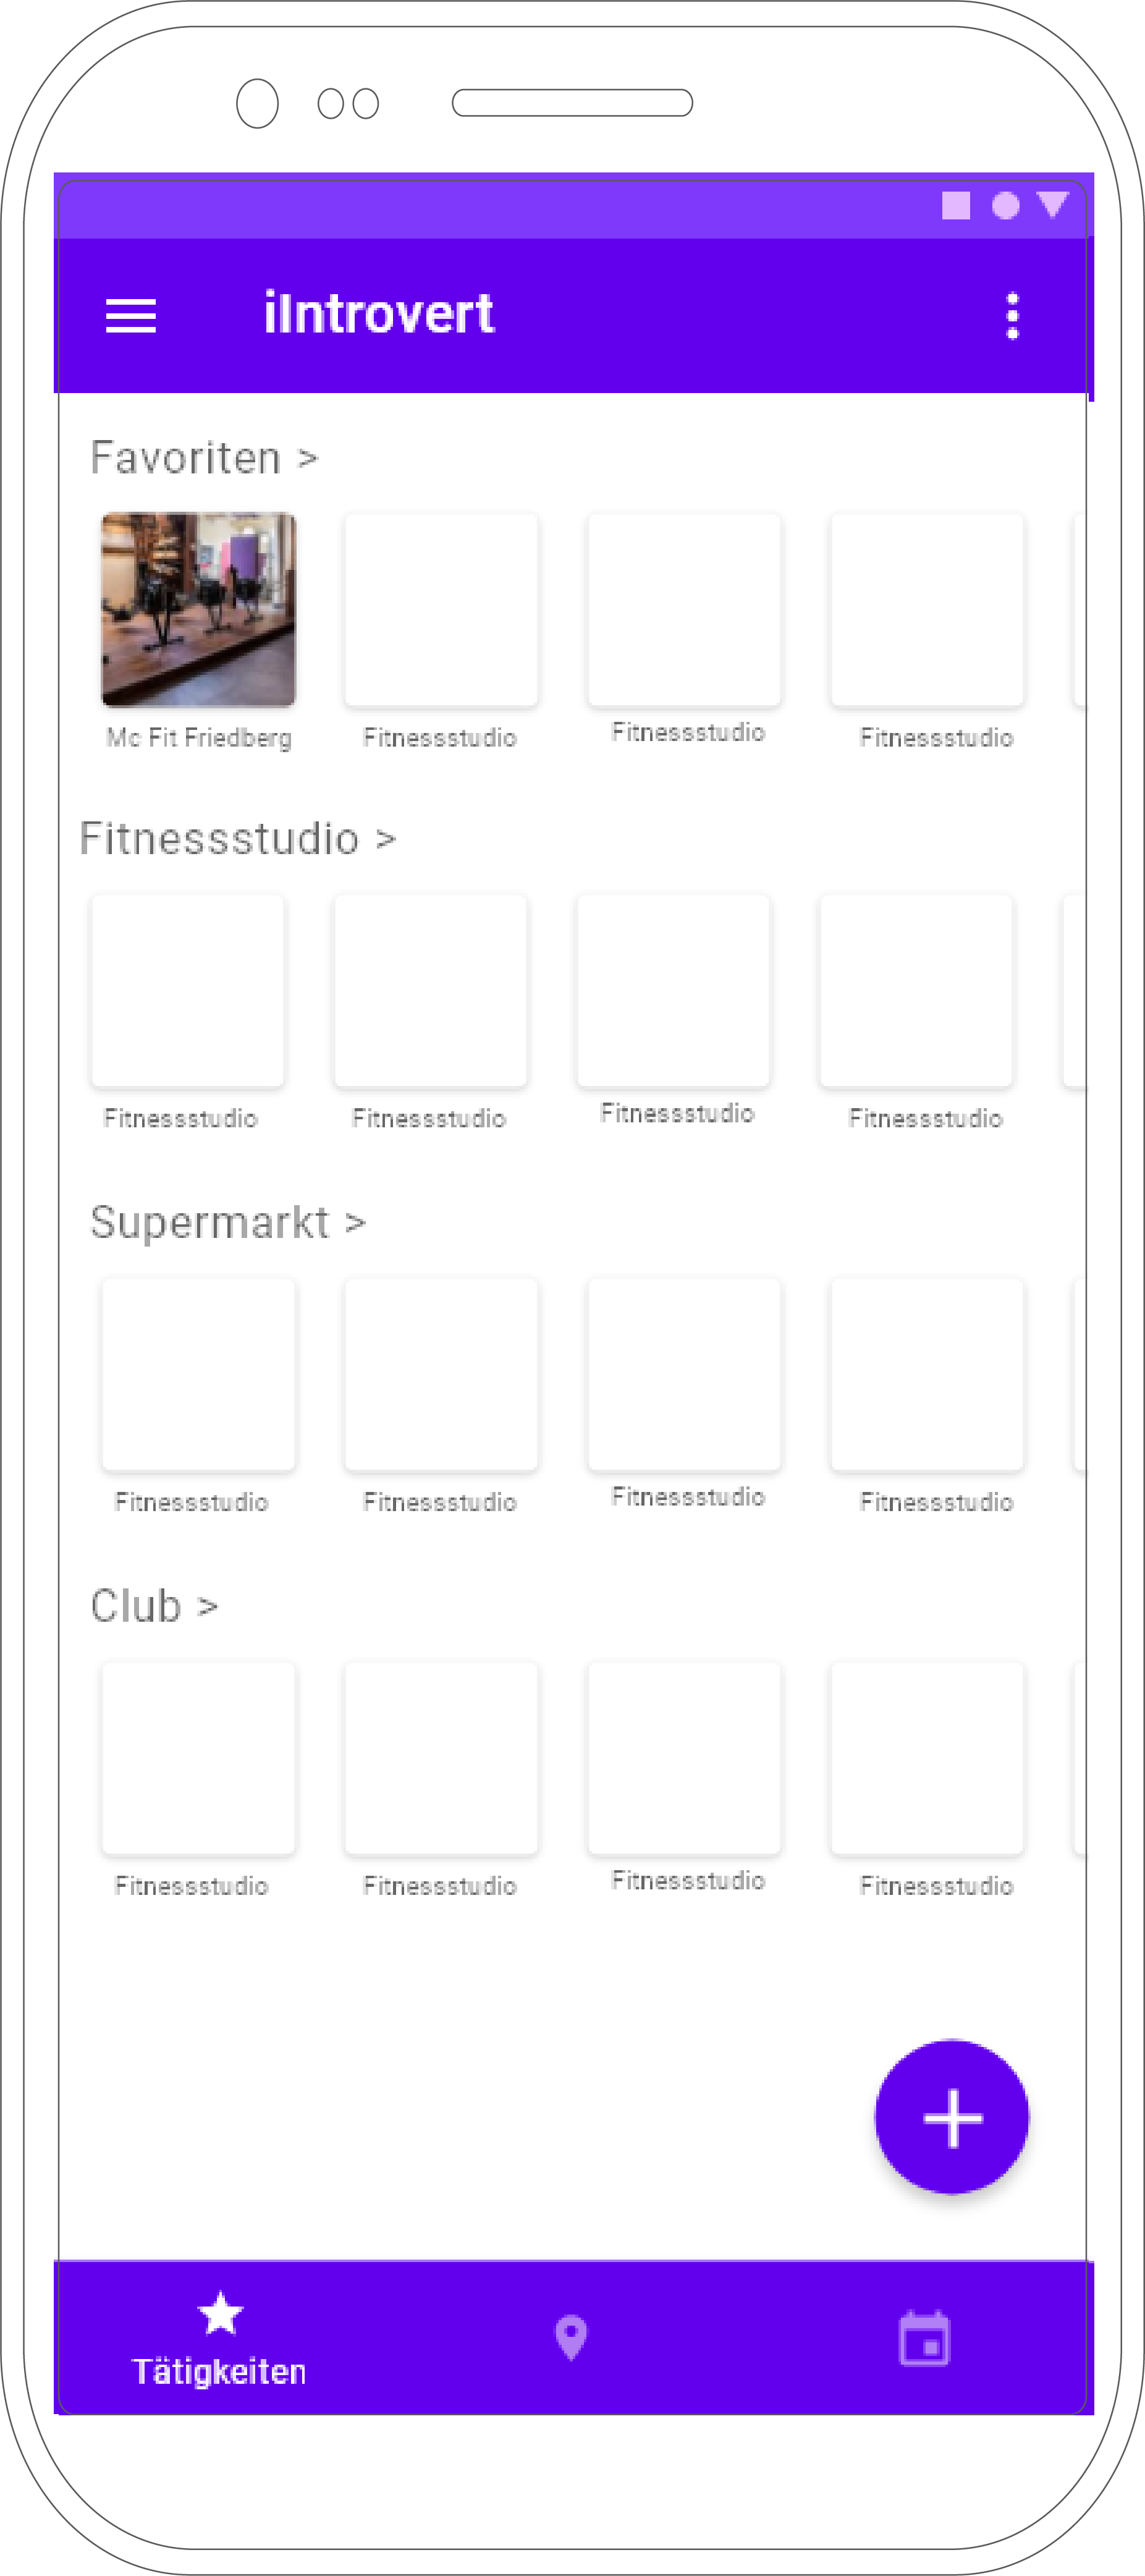 iIntrovert
Favoriten >
Mc Fit Friedberg
Fitnessstudio
Fitnessstudio
Fitnessstudio
Fitnessstudio >
Fitnessstudio
Fitnessstudio
Fitnessstudio
Fitnessstudio
Supermarkt >
Fitnessstudio
Fitnessstudio
Fitnessstudio
Fitnessstudio
Club >
Fitnessstudio
Fitnessstudio
Fitnessstudio
Fitnessstudio
Tätigkeiten